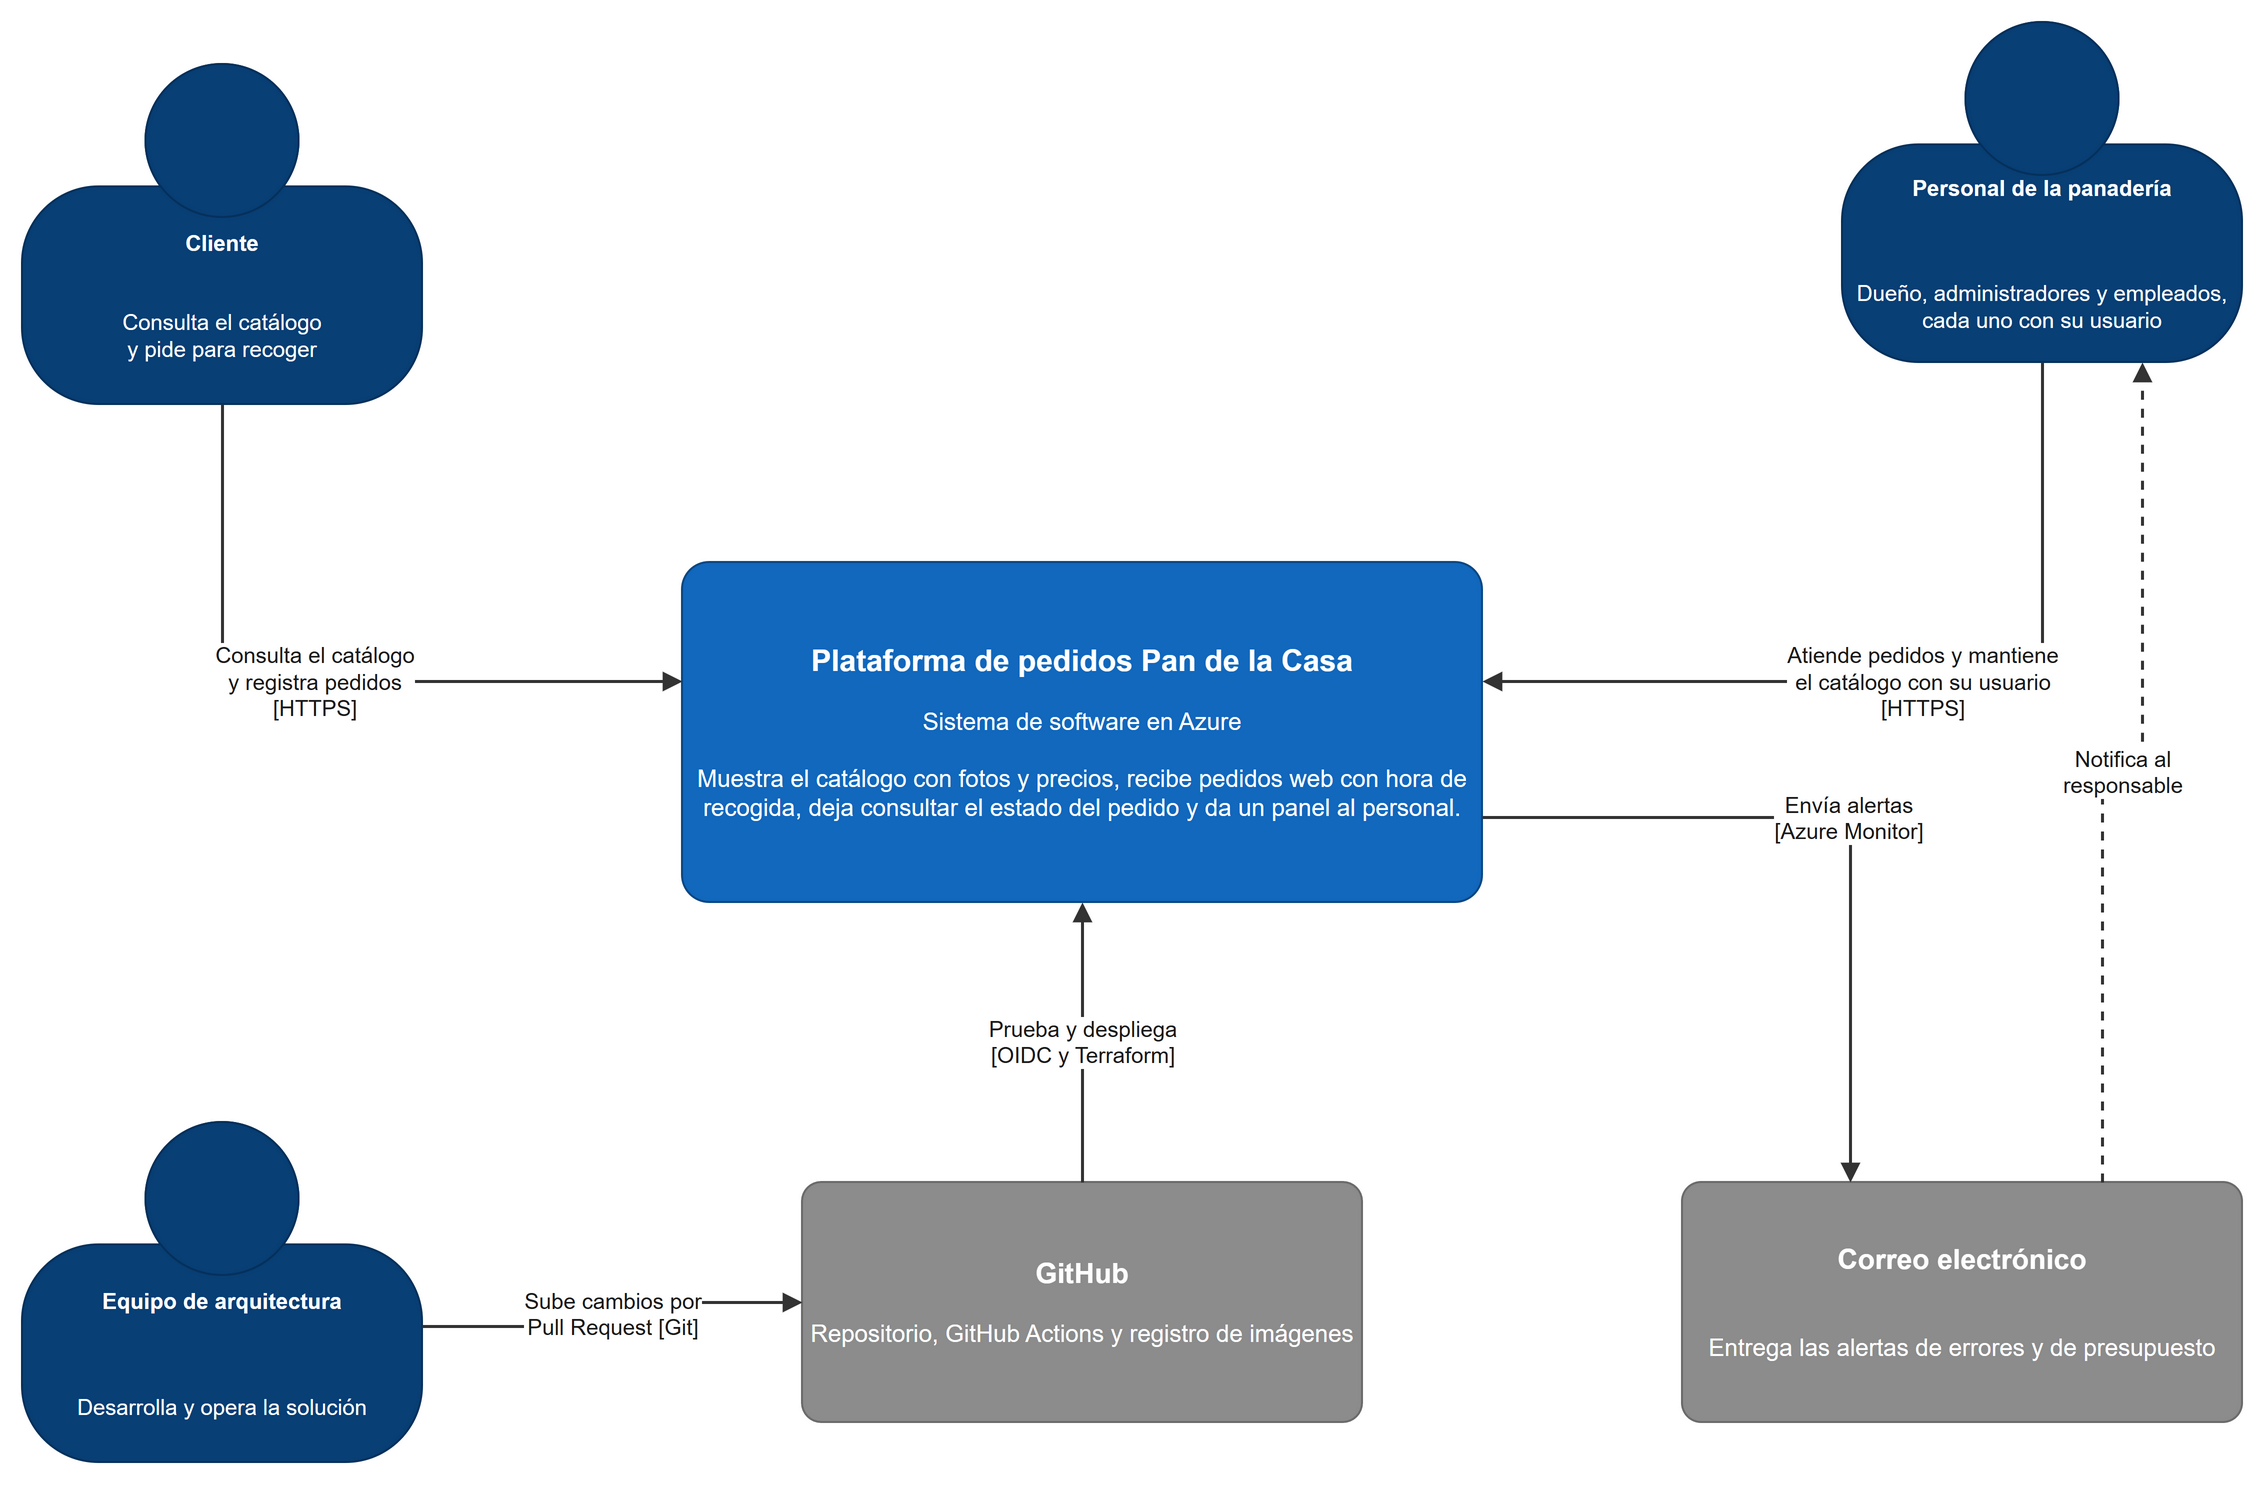 Cliente
Consulta el catálogo
y pide para recoger
Personal de la panadería
Dueño, administradores y empleados,
cada uno con su usuario
Consulta el catálogo
y registra pedidos
[HTTPS]
Plataforma de pedidos Pan de la Casa
Sistema de software en Azure
Muestra el catálogo con fotos y precios, recibe pedidos web con hora de
recogida, deja consultar el estado del pedido y da un panel al personal.
Atiende pedidos y mantiene
el catálogo con su usuario
[HTTPS]
Notifica al
responsable
Envía alertas
[Azure Monitor]
Prueba y despliega
[OIDC y Terraform]
Equipo de arquitectura
Desarrolla y opera la solución
Sube cambios por
Pull Request [Git]
GitHub
Repositorio, GitHub Actions y registro de imágenes
Correo electrónico
Entrega las alertas de errores y de presupuesto